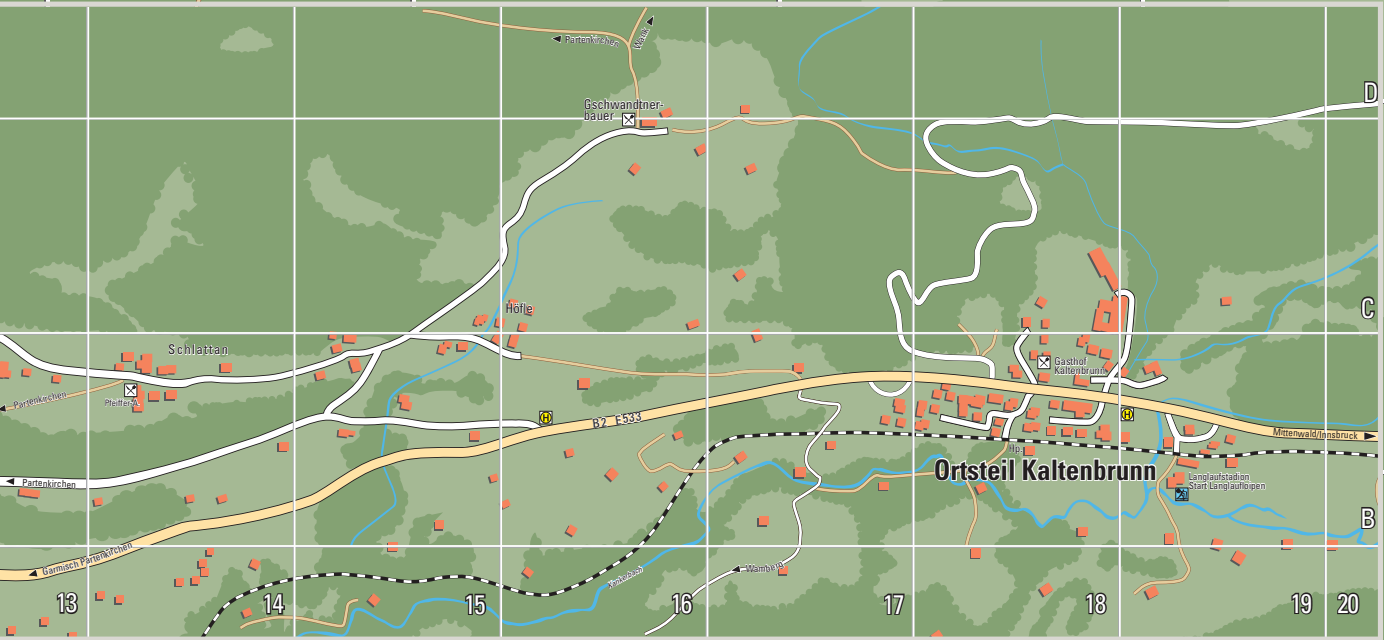 Partenkirchen
Wank
D
Gschwandtner-
bauer
C
Höfle
Schlattan
Gasthof
Kaltenbrunn
Partenkirchen
Pfeiffer-A.
H
B2 E533
H
Mittenwald/Innsbruck
Hp.
Ortsteil Kaltenbrunn
Partenkirchen
Langlaufstadion
Start Langlaufloipen
B
Garmisch Partenkirchen
Wamberg
Kankerbach
13
14
15
16
17
18
19
20